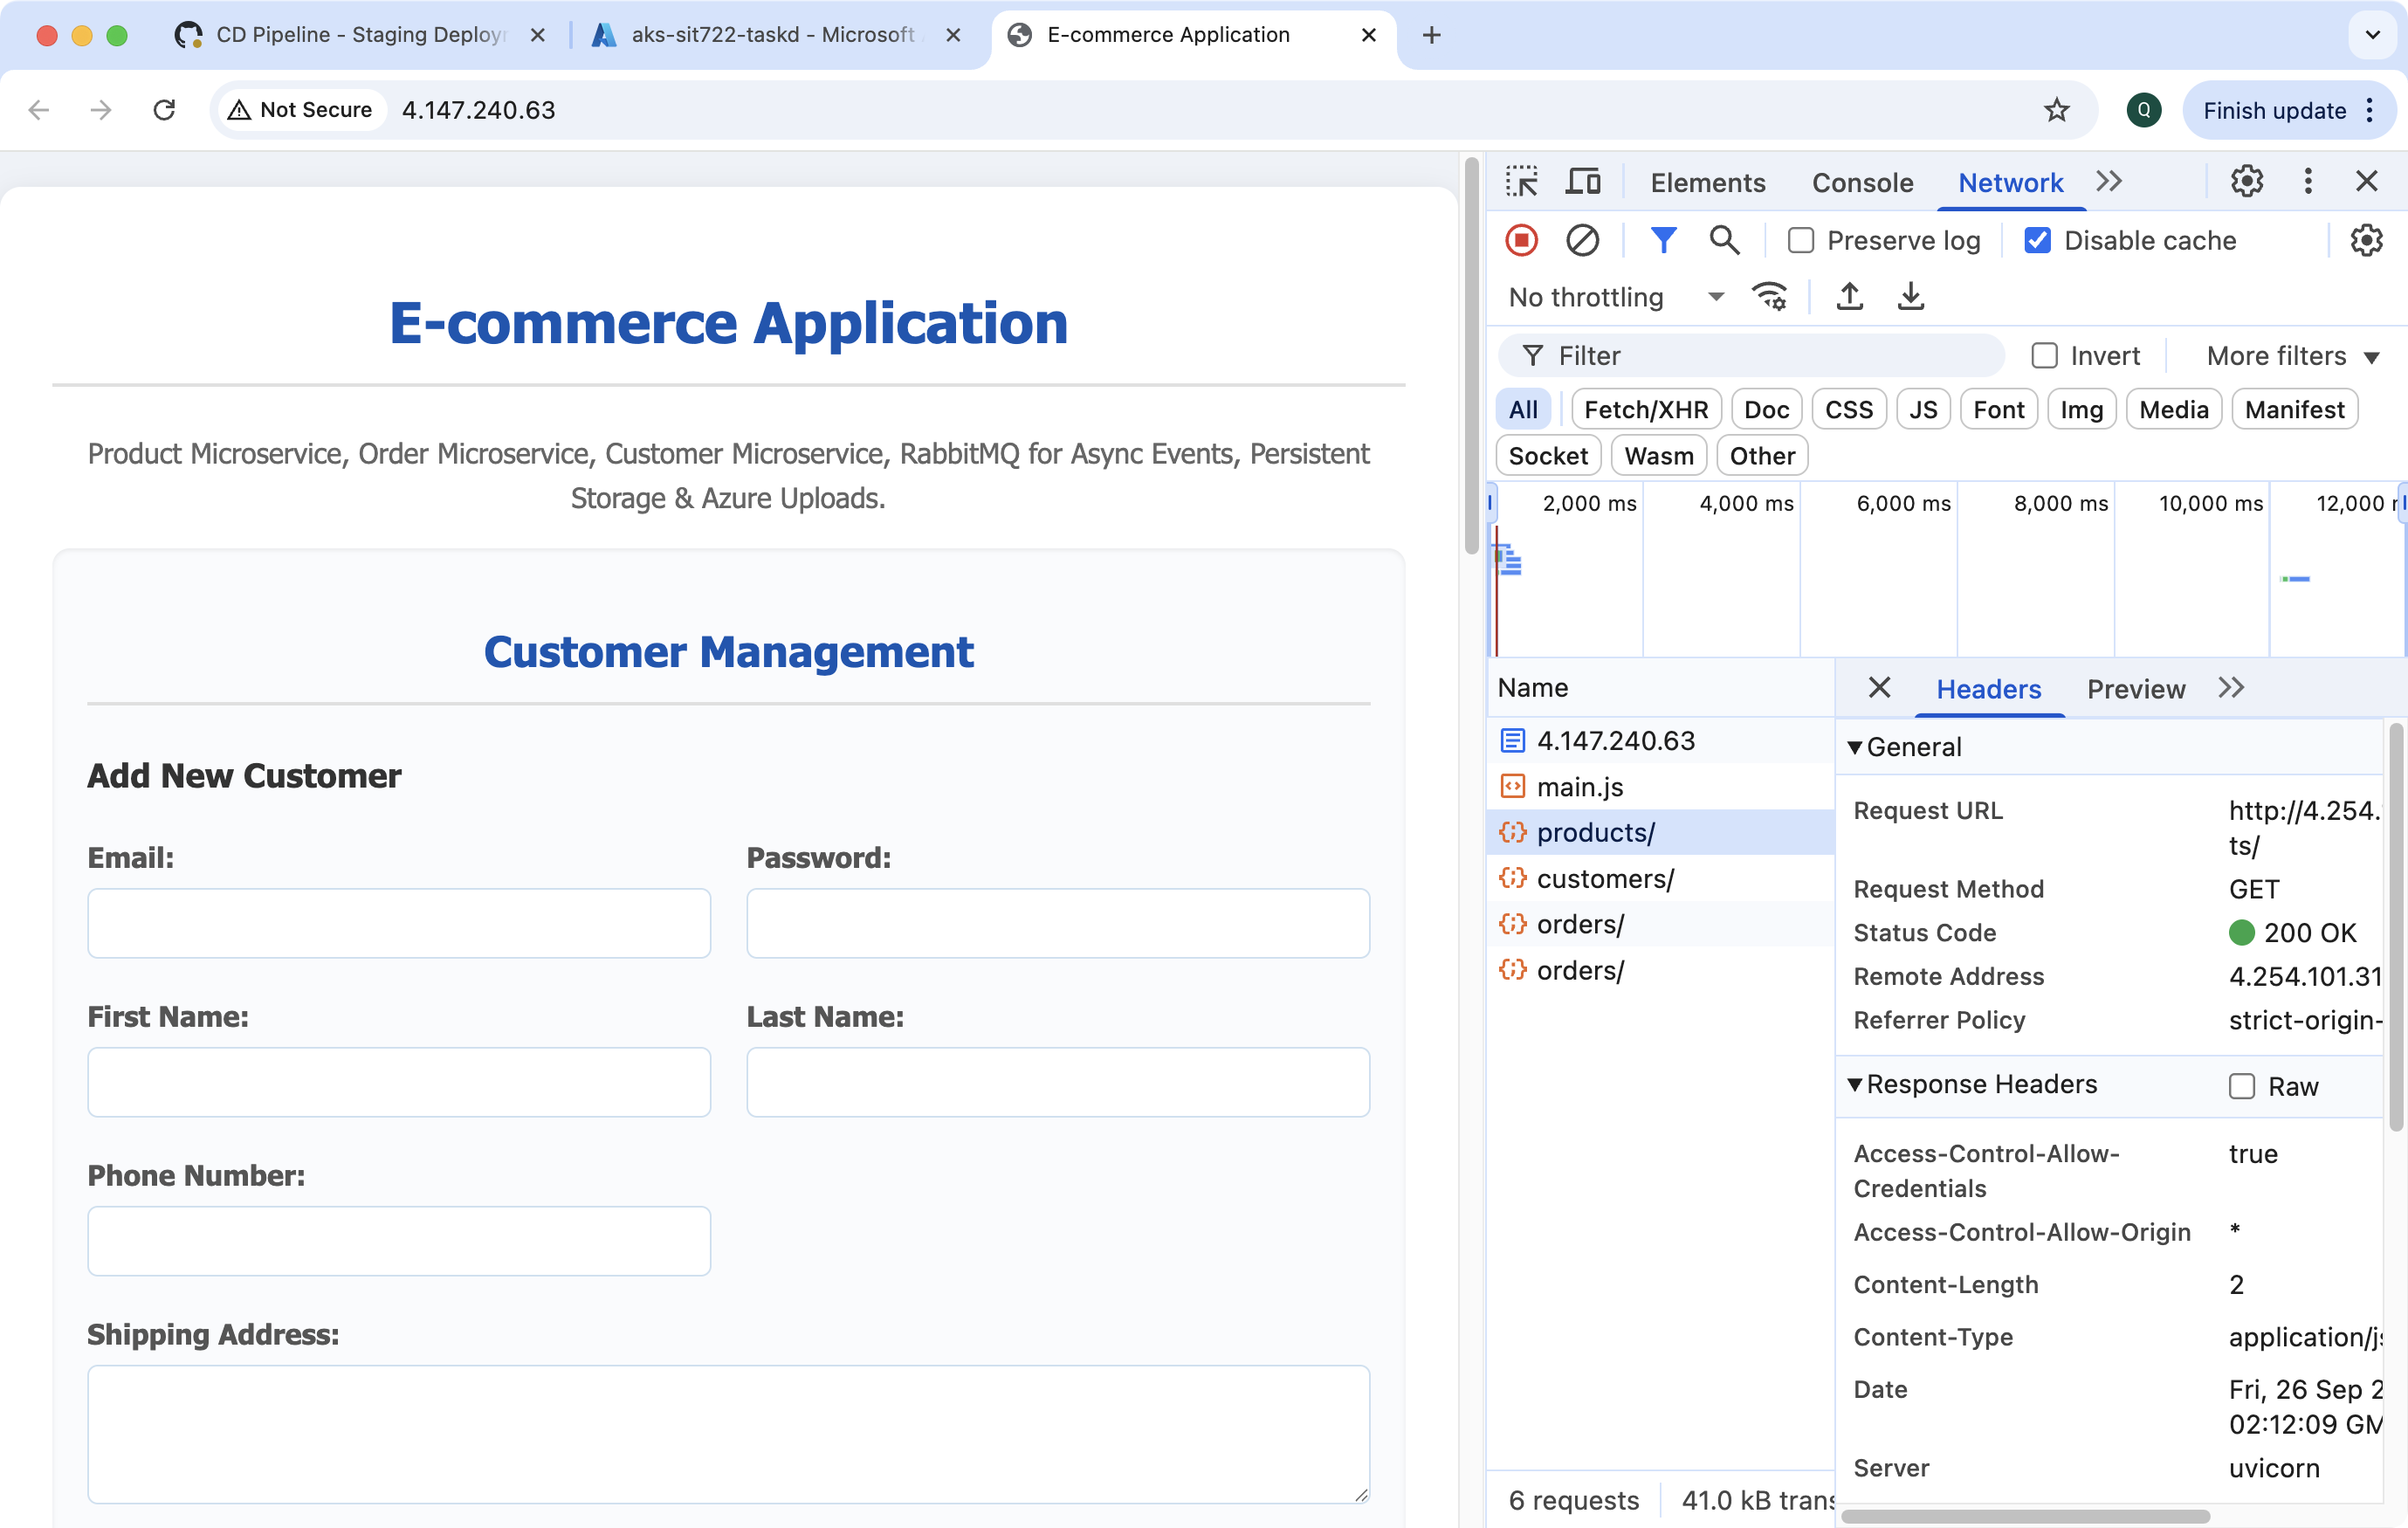 CD Pipeline - Staging Deploy
aks-sit722-taskd - Microsoft
E-commerce Application
Not Secure
4.147.240.63
Q
Finish update
E-commerce Application
Product Microservice, Order Microservice, Customer Microservice, RabbitMQ for Async Events, Persistent
Storage & Azure Uploads.
Customer Management
Add New Customer
Email:
Password:
First Name:
Last Name:
Phone Number:
Shipping Address:
Elements
Console
Network
Preserve log
Disable cache
No throttling
Filter
Invert
More filters
All
Fetch/XHR
Doc
CSS
JS
Font
Img
Media
Manifest
Socket
Wasm
Other
2,000 ms
4,000 ms
6,000 ms
8,000 ms
10,000 ms
12,000
Name
4.147.240.63
main.js
products/
customers/
orders/
orders/
6 requests
41.0 kB trans
Headers
Preview
General
Request URL
http://4.254.
ts/
Request Method
GET
Status Code
200 OK
Remote Address
4.254.101.31
Referrer Policy
strict-origin-
Response Headers
Raw
Access-Control-Allow-
Credentials
true
Access-Control-Allow-Origin
*
Content-Length
2
Content-Type
application/js
Date
Fri, 26 Sep 2
02:12:09 GM
Server
uvicorn